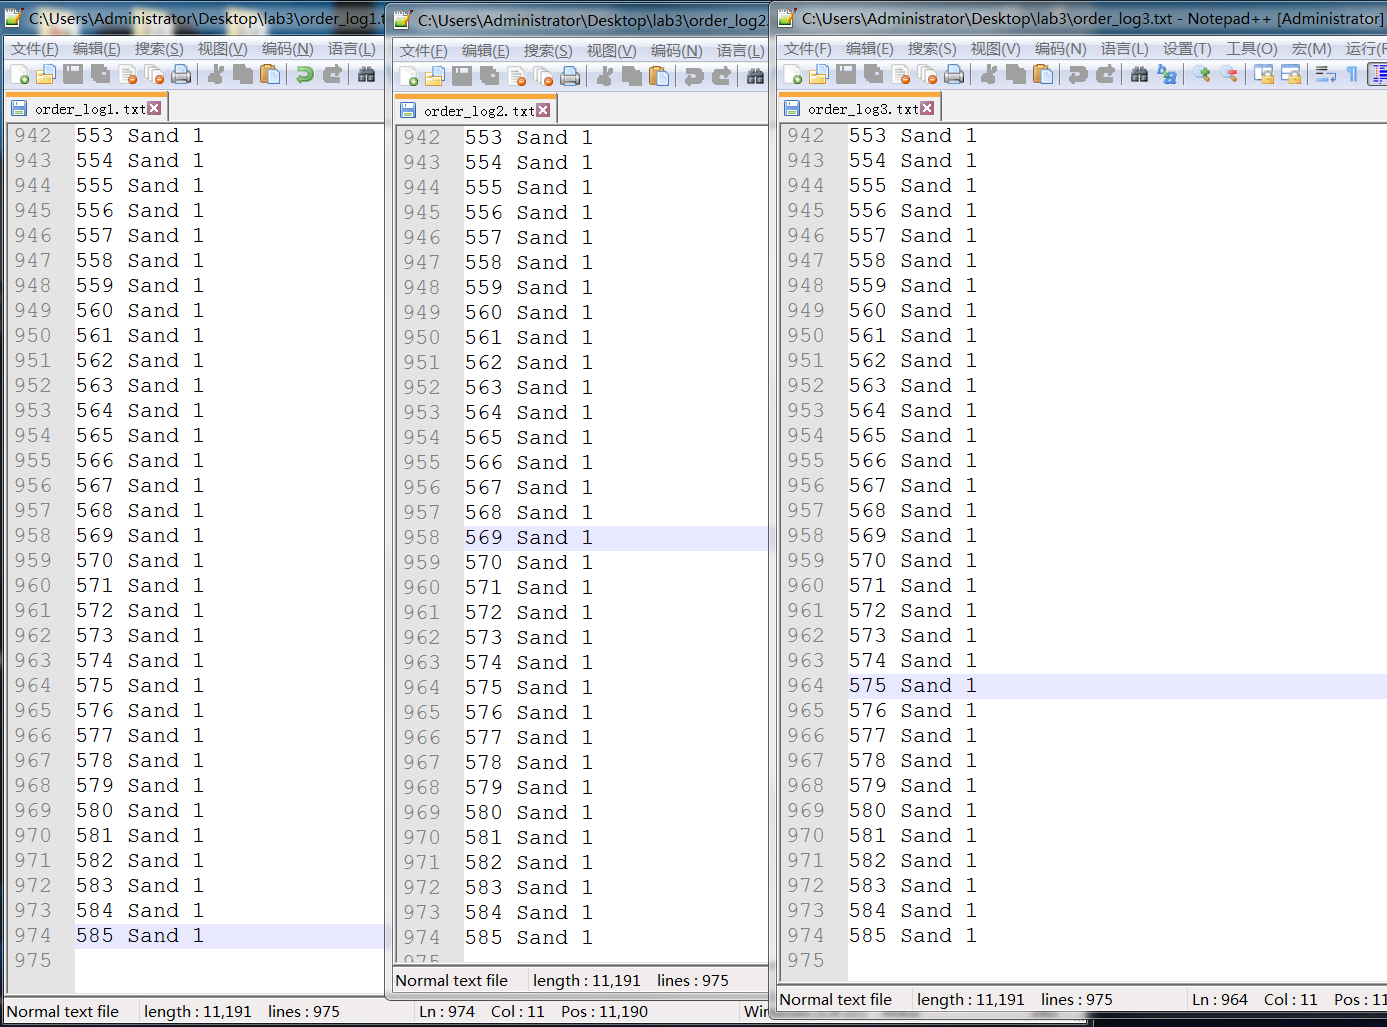 C:\Users\Administrator\Desktop\lab3\order_log1.t
文件(F) 编辑(E) 搜索(S) 视图(V) 编码(N) 语言(L)
order_log1.txt
942 553 Sand 1
943 554 Sand 1
944 555 Sand 1
945 556 Sand 1
946 557 Sand 1
947 558 Sand 1
948 559 Sand 1
949 560 Sand 1
950 561 Sand 1
951 562 Sand 1
952 563 Sand 1
953 564 Sand 1
954 565 Sand 1
955 566 Sand 1
956 567 Sand 1
957 568 Sand 1
958 569 Sand 1
959 570 Sand 1
960 571 Sand 1
961 572 Sand 1
962 573 Sand 1
963 574 Sand 1
964 575 Sand 1
965 576 Sand 1
966 577 Sand 1
967 578 Sand 1
968 579 Sand 1
969 580 Sand 1
970 581 Sand 1
971 582 Sand 1
972 583 Sand 1
973 584 Sand 1
974 585 Sand 1
975
Normal text file length : 11,191 lines : 975 Ln : 974 Col : 11 Pos : 11,190
C:\Users\Administrator\Desktop\lab3\order_log2.
文件(F) 编辑(E) 搜索(S) 视图(V) 编码(N) 语言(L)
order_log2.txt
942 553 Sand 1
943 554 Sand 1
944 555 Sand 1
945 556 Sand 1
946 557 Sand 1
947 558 Sand 1
948 559 Sand 1
949 560 Sand 1
950 561 Sand 1
951 562 Sand 1
952 563 Sand 1
953 564 Sand 1
954 565 Sand 1
955 566 Sand 1
956 567 Sand 1
957 568 Sand 1
958 569 Sand 1
959 570 Sand 1
960 571 Sand 1
961 572 Sand 1
962 573 Sand 1
963 574 Sand 1
964 575 Sand 1
965 576 Sand 1
966 577 Sand 1
967 578 Sand 1
968 579 Sand 1
969 580 Sand 1
970 581 Sand 1
971 582 Sand 1
972 583 Sand 1
973 584 Sand 1
974 585 Sand 1
975
Normal text file length : 11,191 lines : 975
C:\Users\Administrator\Desktop\lab3\order_log3.txt - Notepad++ [Administrator]
文件(F) 编辑(E) 搜索(S) 视图(V) 编码(N) 语言(L) 设置(T) 工具(O) 宏(M) 运行(
order_log3.txt
942 553 Sand 1
943 554 Sand 1
944 555 Sand 1
945 556 Sand 1
946 557 Sand 1
947 558 Sand 1
948 559 Sand 1
949 560 Sand 1
950 561 Sand 1
951 562 Sand 1
952 563 Sand 1
953 564 Sand 1
954 565 Sand 1
955 566 Sand 1
956 567 Sand 1
957 568 Sand 1
958 569 Sand 1
959 570 Sand 1
960 571 Sand 1
961 572 Sand 1
962 573 Sand 1
963 574 Sand 1
964 575 Sand 1
965 576 Sand 1
966 577 Sand 1
967 578 Sand 1
968 579 Sand 1
969 580 Sand 1
970 581 Sand 1
971 582 Sand 1
972 583 Sand 1
973 584 Sand 1
974 585 Sand 1
975
Normal text file length : 11,191 lines : 975 Ln : 964 Col : 11 Pos : 11